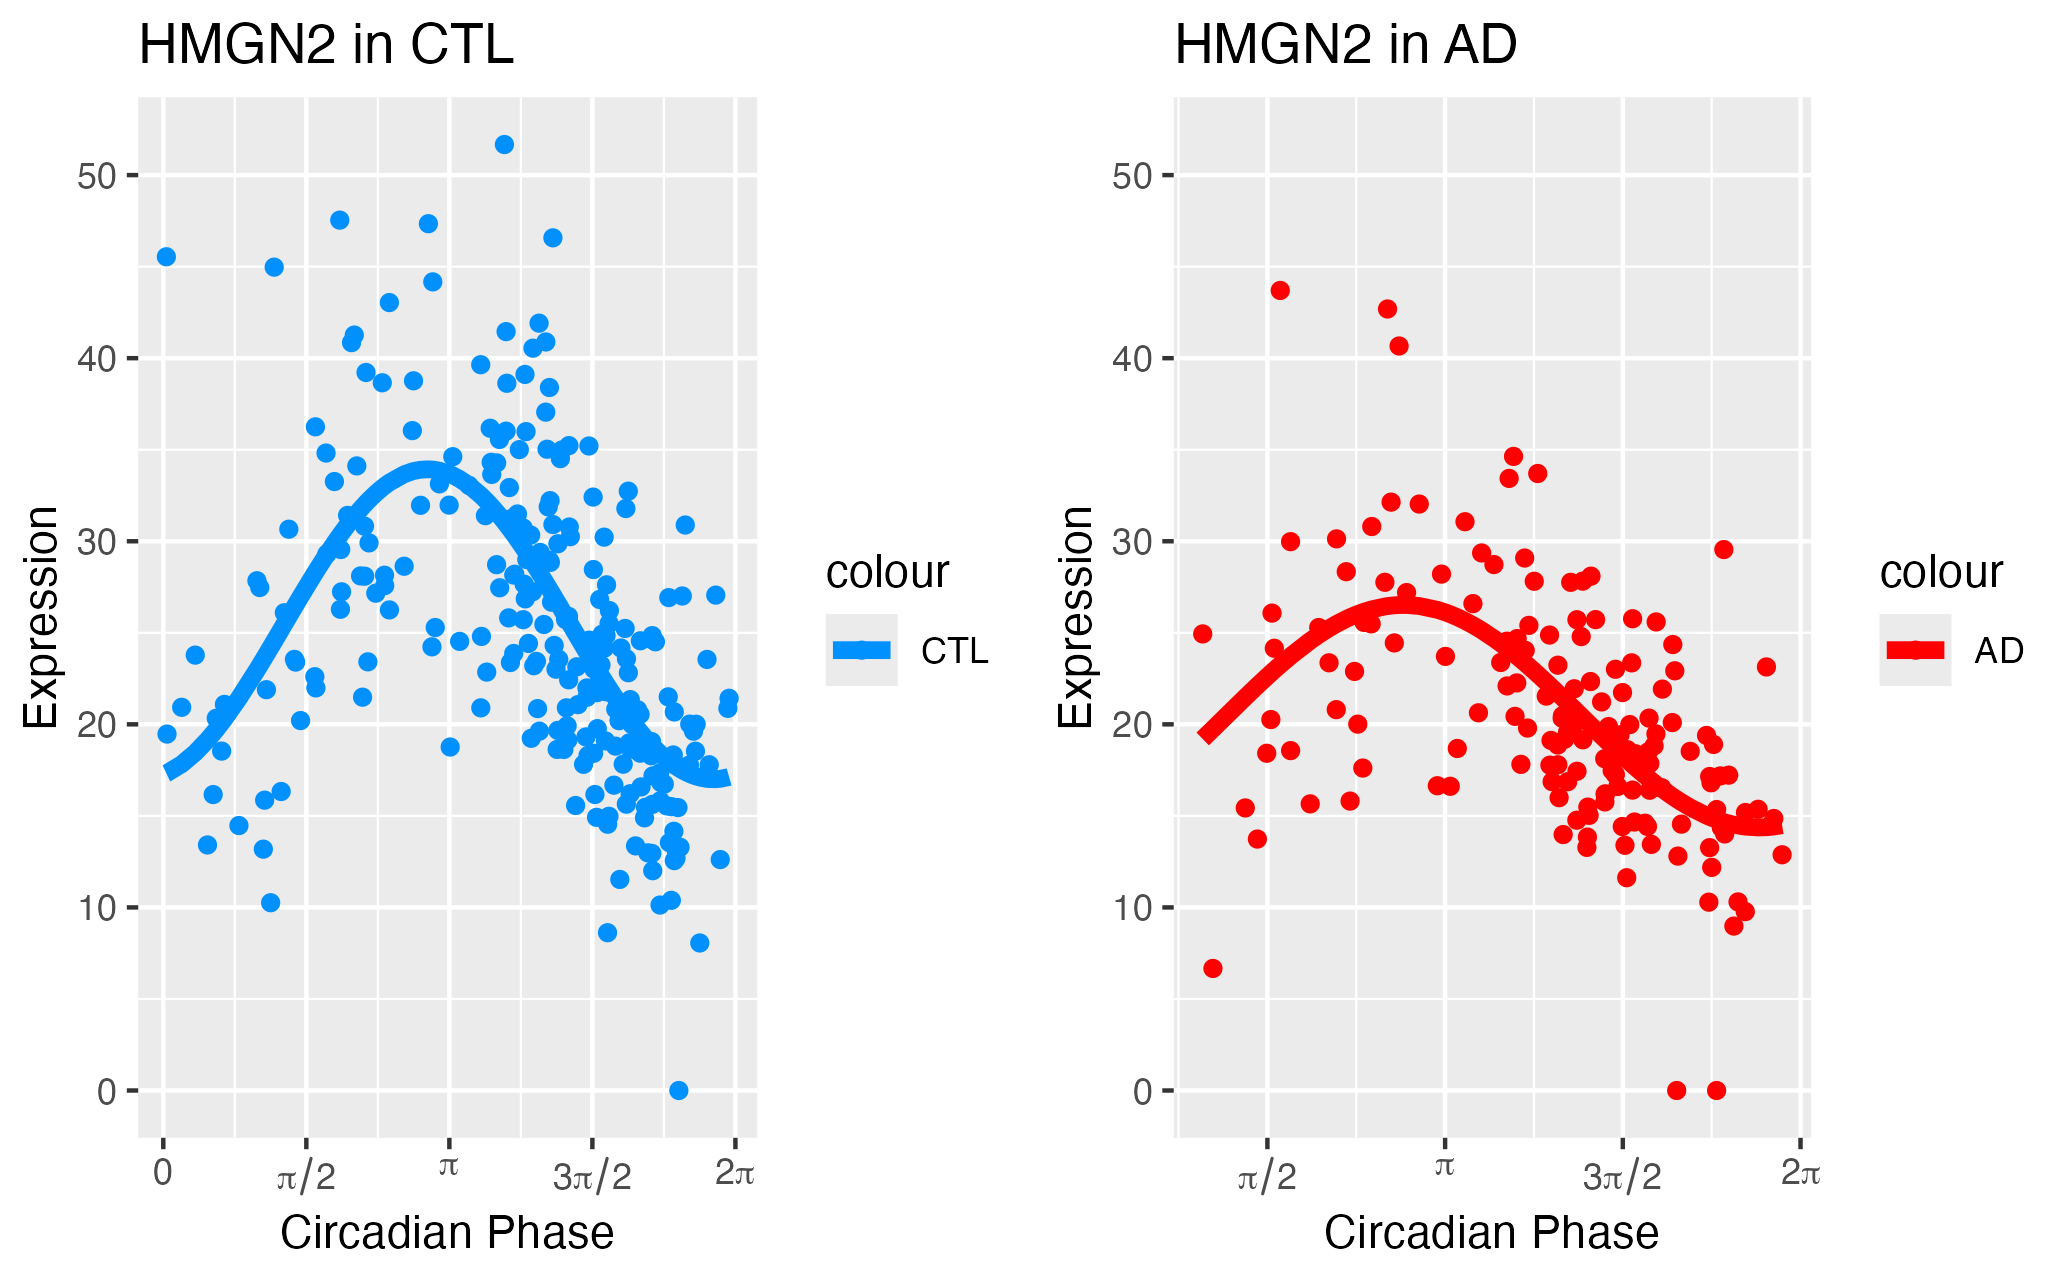 HMGN2 in CTL
50
40
30
20
10
0
Expression
0
π/2
π
3π/2
2π
Circadian Phase
colour
CTL
HMGN2 in AD
50
40
30
20
10
0
Expression
π/2
π
3π/2
2π
Circadian Phase
colour
AD